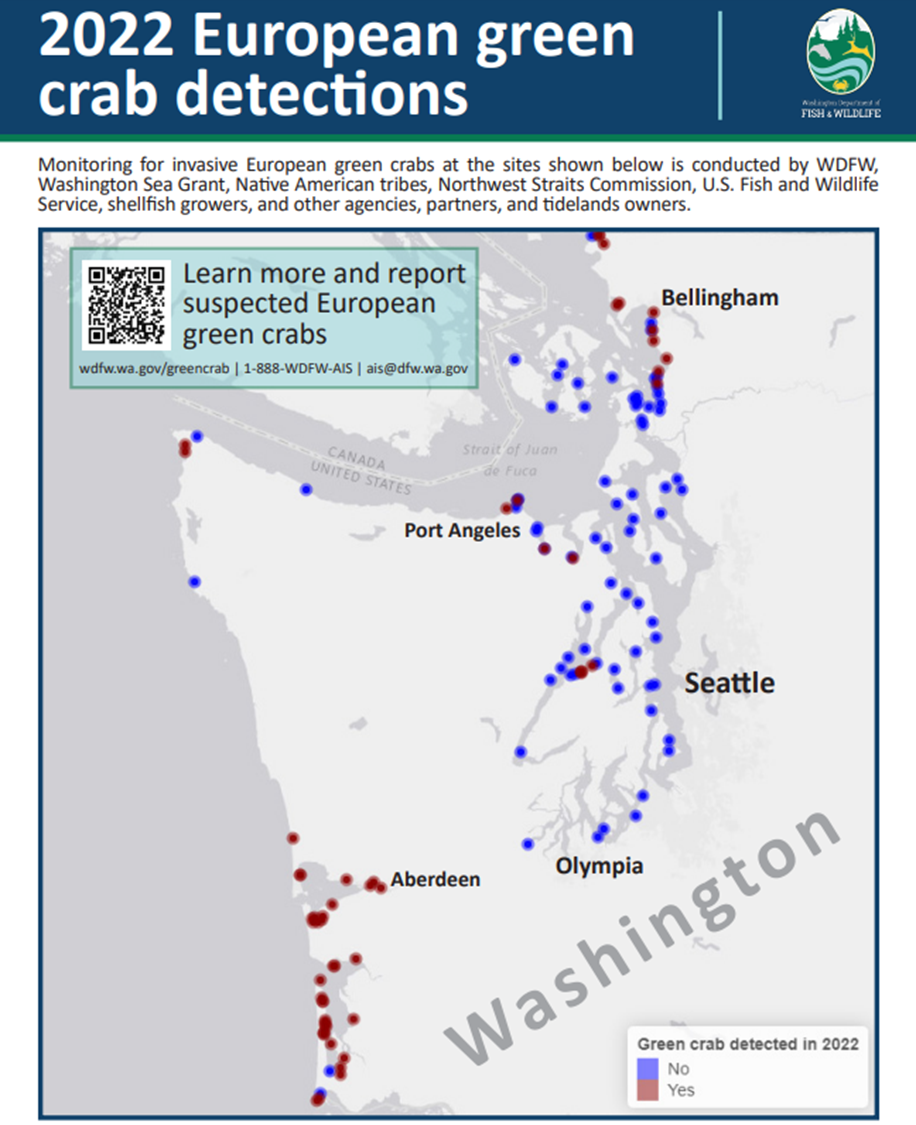 2022 European green
crab detections
Washington Department of
FISH & WILDLIFE
Monitoring for invasive European green crabs at the sites shown below is conducted by WDFW,
Washington Sea Grant, Native American tribes, Northwest Straits Commission, U.S. Fish and Wildlife
Service, shellfish growers, and other agencies, partners, and tidelands owners.
Learn more and report
suspected European
green crabs
wdfw.wa.gov/greencrab | 1-888-WDFW-AIS | ais@dfw.wa.gov
Bellingham
CANADA
UNITED STATES
Strait of Juan
de Fuca
Port Angeles
Seattle
Aberdeen
Olympia
Washington
Green crab detected in 2022
No
Yes